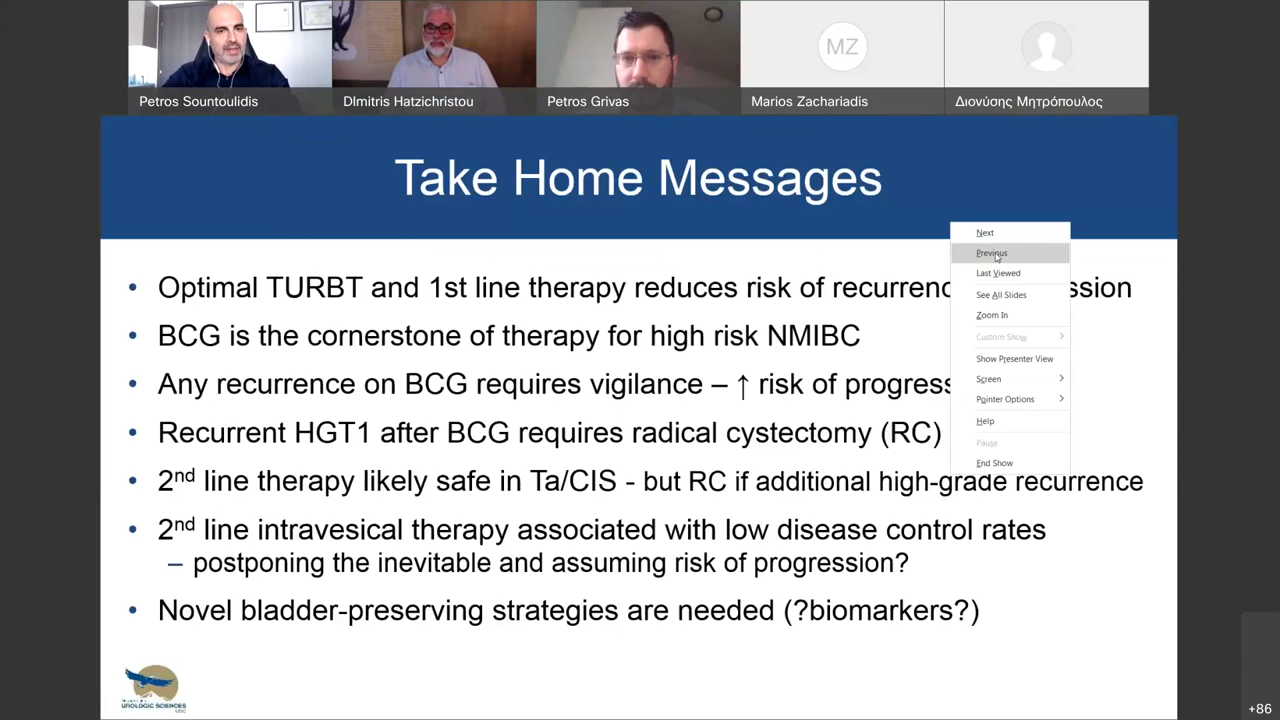 MZ
Petros Sountoulidis
DImitris Hatzichristou
Petros Grivas
Marios Zachariadis
Διονύσης Μητρόπουλος
Take Home Messages
• Optimal TURBT and 1st line therapy reduces risk of recurrenc ssion
• BCG is the cornerstone of therapy for high risk NMIBC
• Any recurrence on BCG requires vigilance – ↑ risk of progress
• Recurrent HGT1 after BCG requires radical cystectomy (RC)
• 2nd line therapy likely safe in Ta/CIS - but RC if additional high-grade recurrence
• 2nd line intravesical therapy associated with low disease control rates
– postponing the inevitable and assuming risk of progression?
• Novel bladder-preserving strategies are needed (?biomarkers?)
Next
Previous
Last Viewed
See All Slides
Zoom In
Custom Show
Show Presenter View
Screen
Pointer Options
Help
Pause
End Show
UROLOGIC SCIENCES
UBC
+86